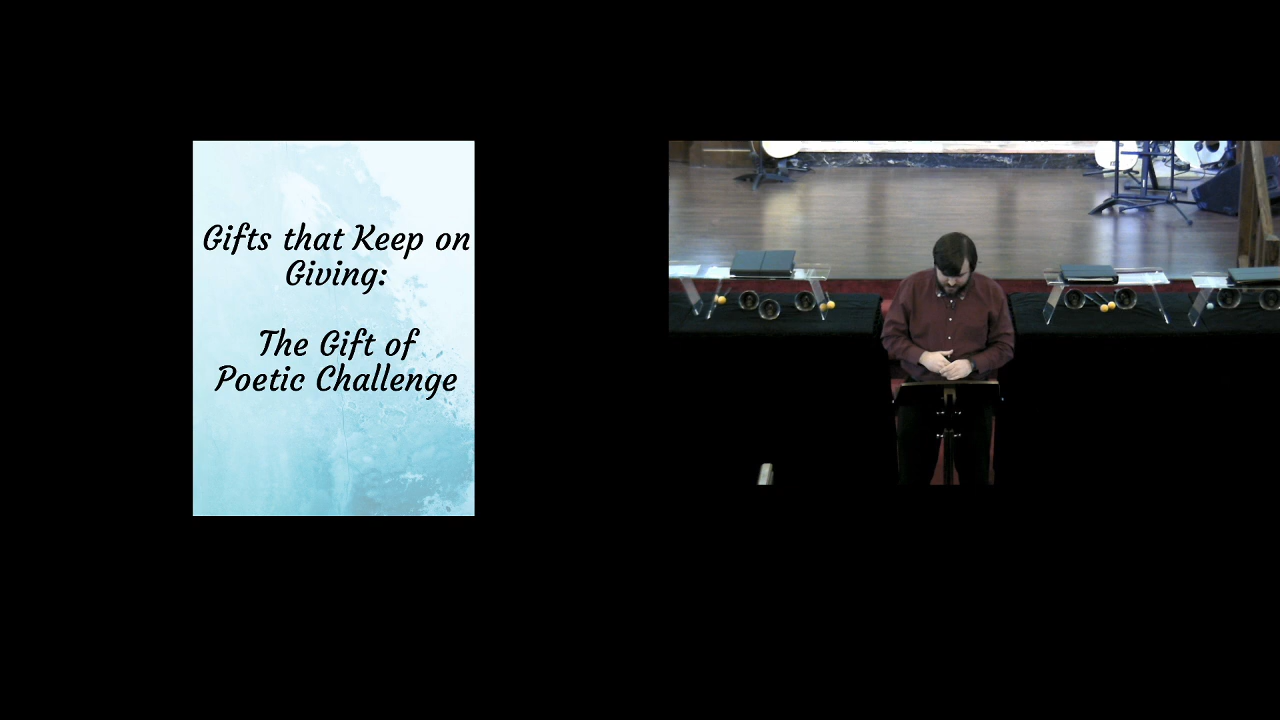 Gifts that Keep on
Giving:
The Gift of
Poetic Challenge